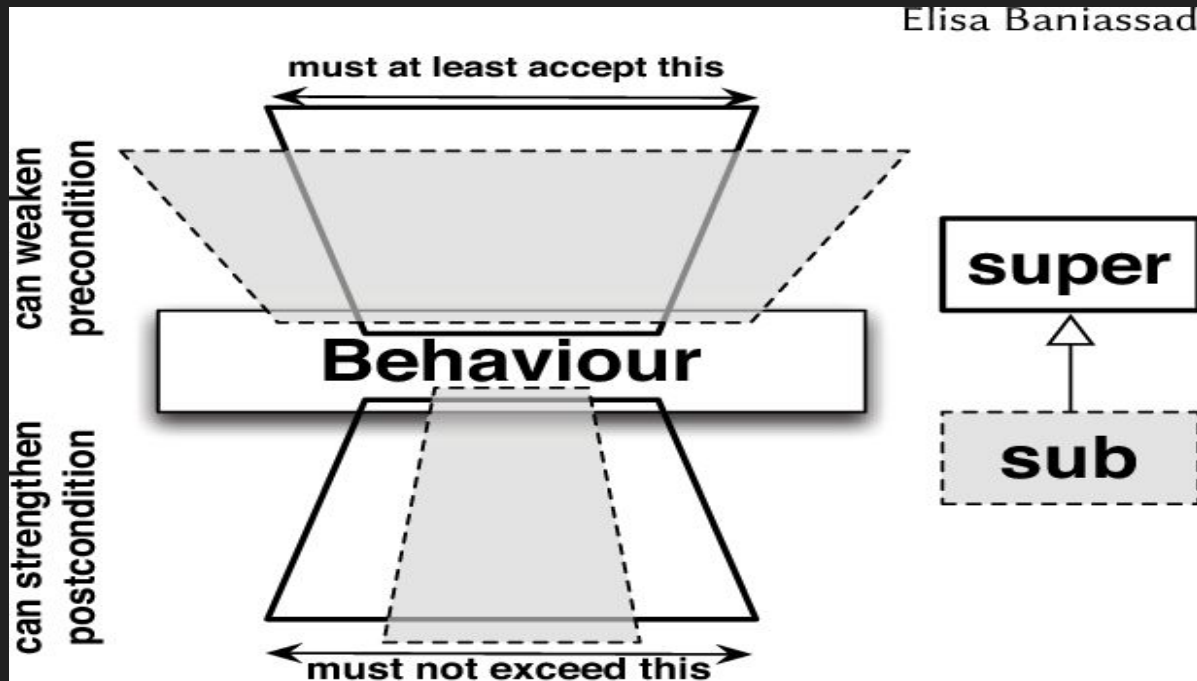 Elisa Baniassad
must at least accept this
can weaken
precondition
Behaviour
super
sub
can strengthen
postcondition
must not exceed this